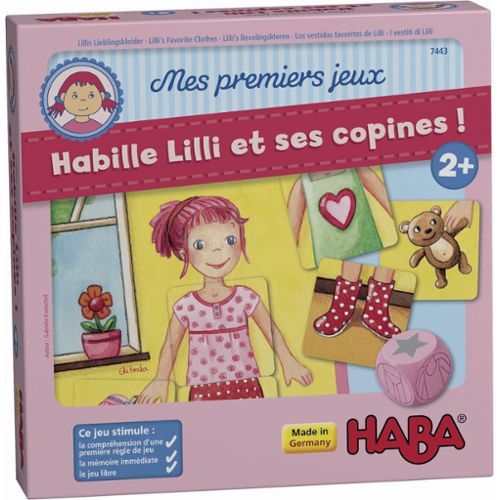 Lillis Lieblingskleider · Lilli's Favorite Clothes · Lilli's lievelingskleren · Los vestidos favoritos de Lilli · I vestiti di Lilli
7443
Mes premiers jeux
Habille Lilli et ses copines !
2+
Ce jeu stimule :
la compréhension d'une
première règle de jeu
la mémoire immédiate
le jeu libre
Made in
Germany
HABA®